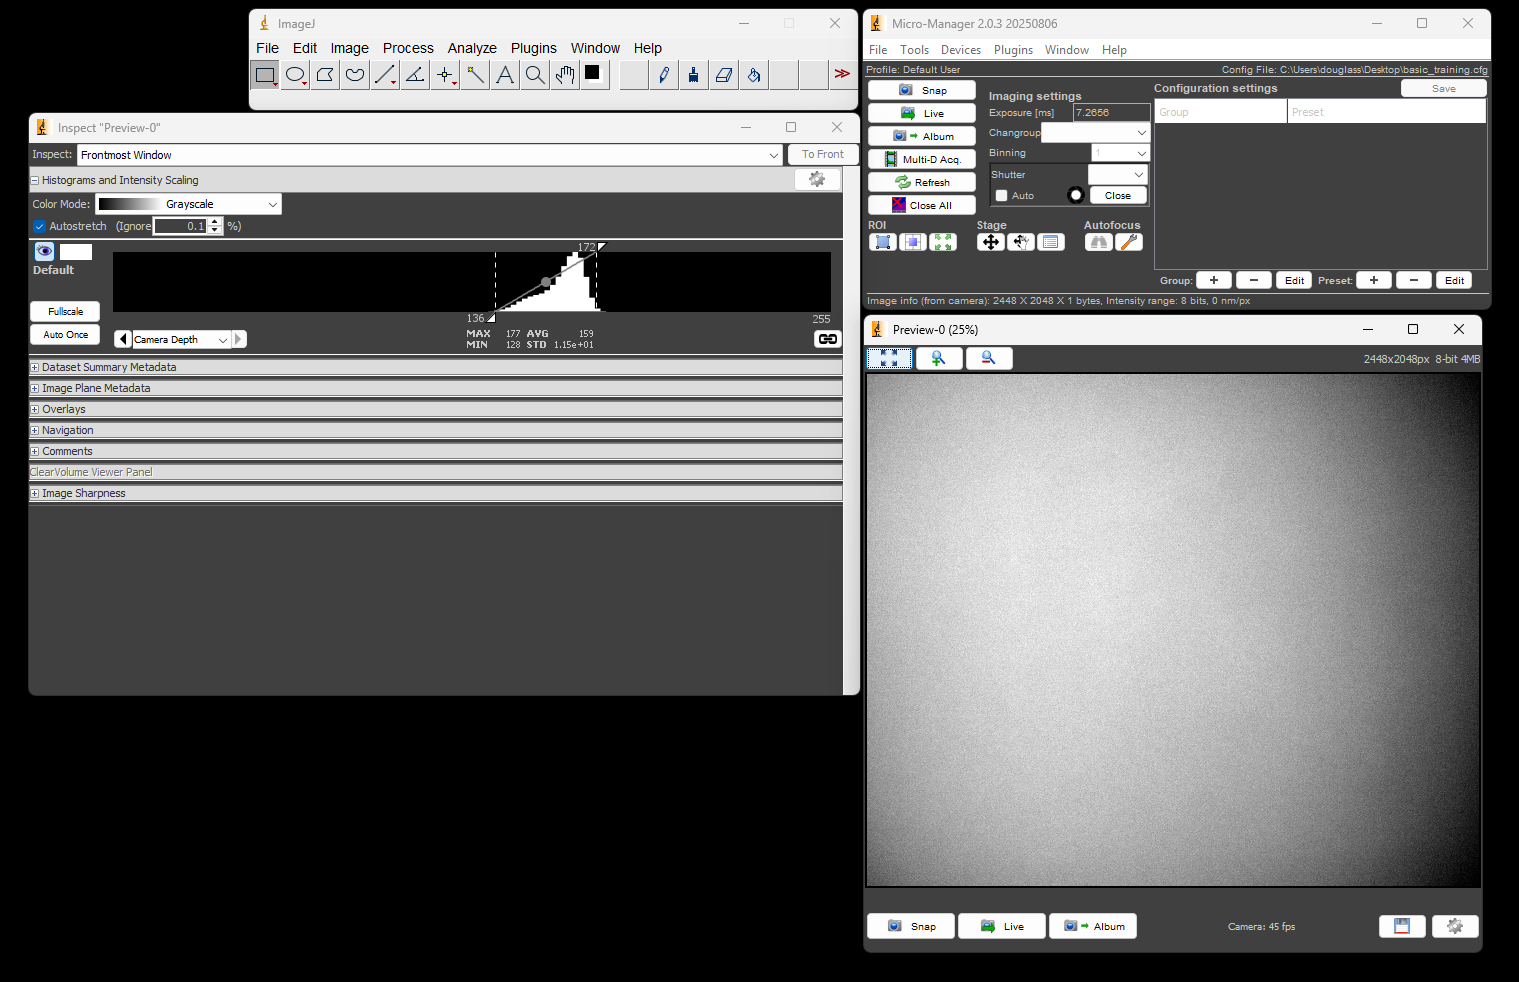 ImageJ
File Edit Image Process Analyze Plugins Window Help
Inspect "Preview-0"
Inspect: Frontmost Window To Front
Histograms and Intensity Scaling
Color Mode: Grayscale
Autostretch (Ignore 0.1 %)
172
Default
Fullscale
136 255
Auto Once
Camera Depth
MAX 177 AVG 159
MIN 128 STD 1.15e+01
Dataset Summary Metadata
Image Plane Metadata
Overlays
Navigation
Comments
ClearVolume Viewer Panel
Image Sharpness
Micro-Manager 2.0.3 20250806
File Tools Devices Plugins Window Help
Profile: Default User Config File: C:\Users\douglass\Desktop\basic_training.cfg
Snap
Live
Album
Multi-D Acq.
Refresh
Close All
Imaging settings
Exposure [ms] 7.2656
Changroup
Binning 1
Shutter
Auto Close
ROI Stage Autofocus
Configuration settings Save
Group Preset
Group: + − Edit Preset: + − Edit
Image info (from camera): 2448 X 2048 X 1 bytes, Intensity range: 8 bits, 0 nm/px
Preview-0 (25%)
2448x2048px 8-bit 4MB
Snap Live Album Camera: 45 fps